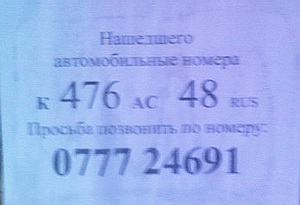 Нашедшего
автомобильные номера
К 476 АС 48 RUS
Просьба позвонить по номеру:
0777 24691